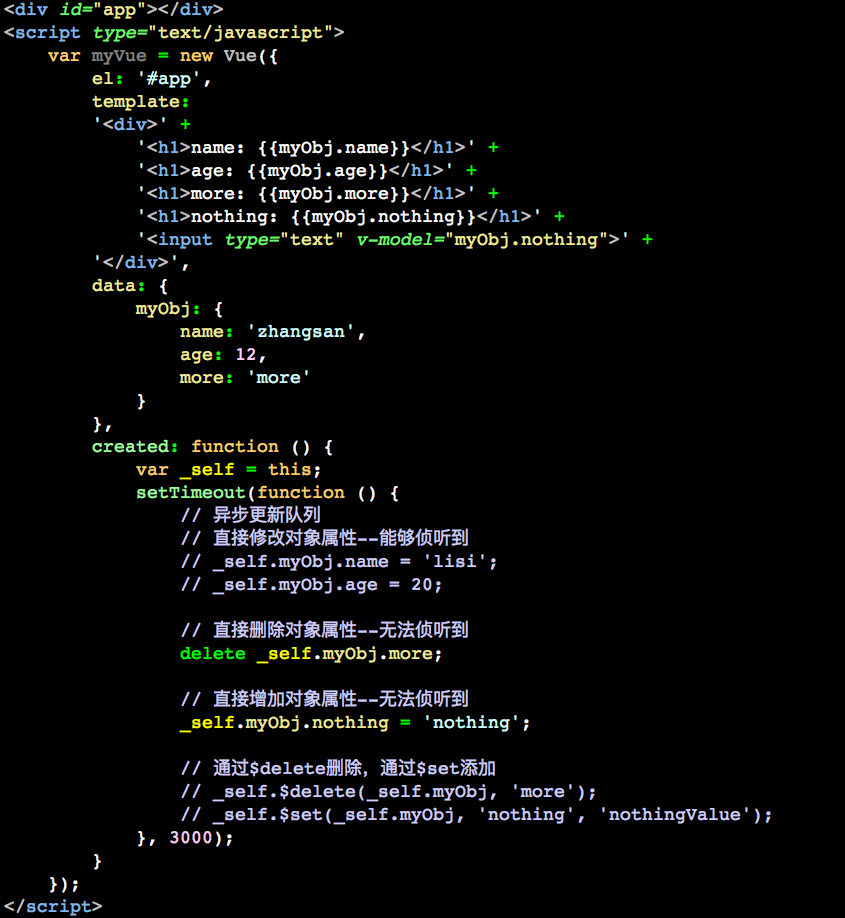 <div id="app"></div>
<script type="text/javascript">
    var myVue = new Vue({
        el: '#app',
        template:
        '<div>' +
            '<h1>name: {{myObj.name}}</h1>' +
            '<h1>age: {{myObj.age}}</h1>' +
            '<h1>more: {{myObj.more}}</h1>' +
            '<h1>nothing: {{myObj.nothing}}</h1>' +
            '<input type="text" v-model="myObj.nothing">' +
        '</div>',
        data: {
            myObj: {
                name: 'zhangsan',
                age: 12,
                more: 'more'
            }
        },
        created: function () {
            var _self = this;
            setTimeout(function () {
                // 异步更新队列
                // 直接修改对象属性--能够侦听到
                // _self.myObj.name = 'lisi';
                // _self.myObj.age = 20;

                // 直接删除对象属性--无法侦听到
                delete _self.myObj.more;

                // 直接增加对象属性--无法侦听到
                _self.myObj.nothing = 'nothing';

                // 通过$delete删除，通过$set添加
                // _self.$delete(_self.myObj, 'more');
                // _self.$set(_self.myObj, 'nothing', 'nothingValue');
            }, 3000);
        }
    });
</script>